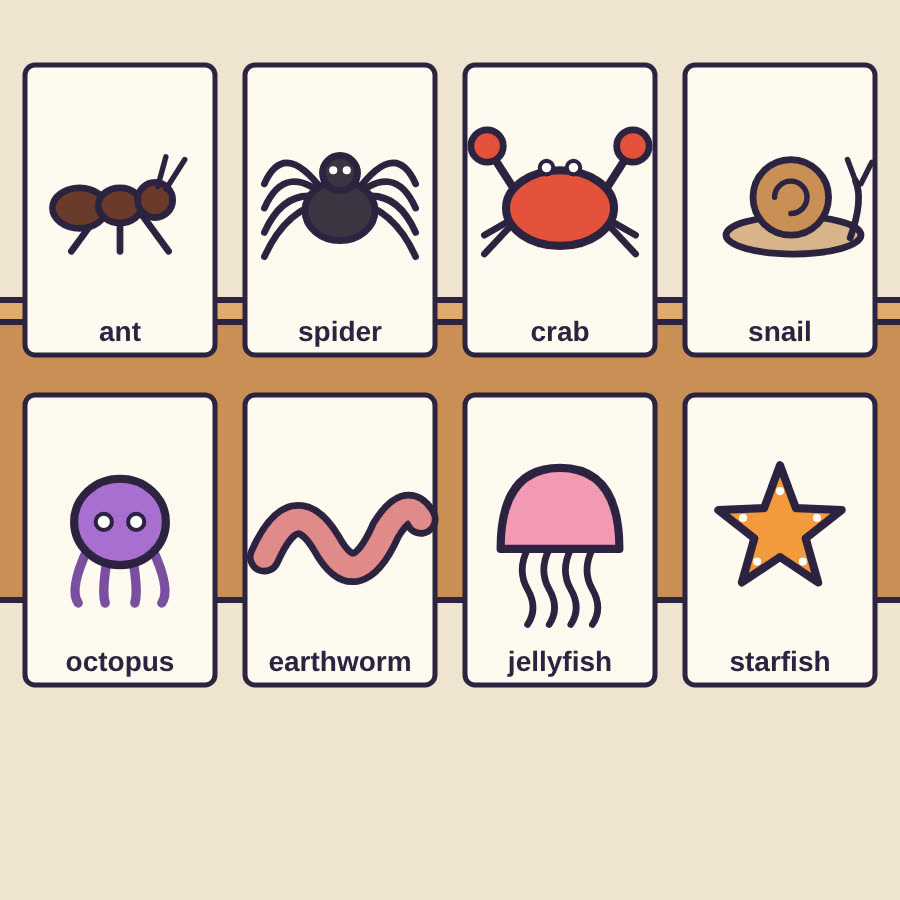 ant
spider
crab
snail
octopus
earthworm
jellyfish
starfish